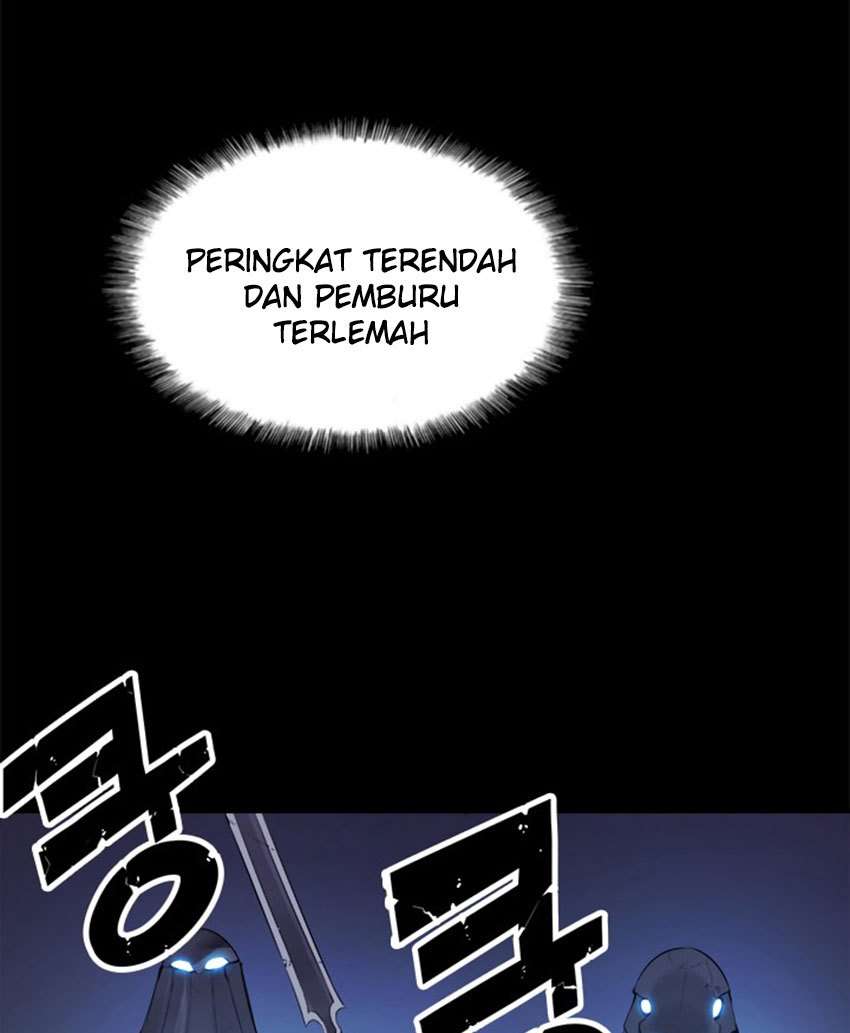 PERINGKAT TERENDAH
DAN PEMBURU
TERLEMAH
쿵
쿵